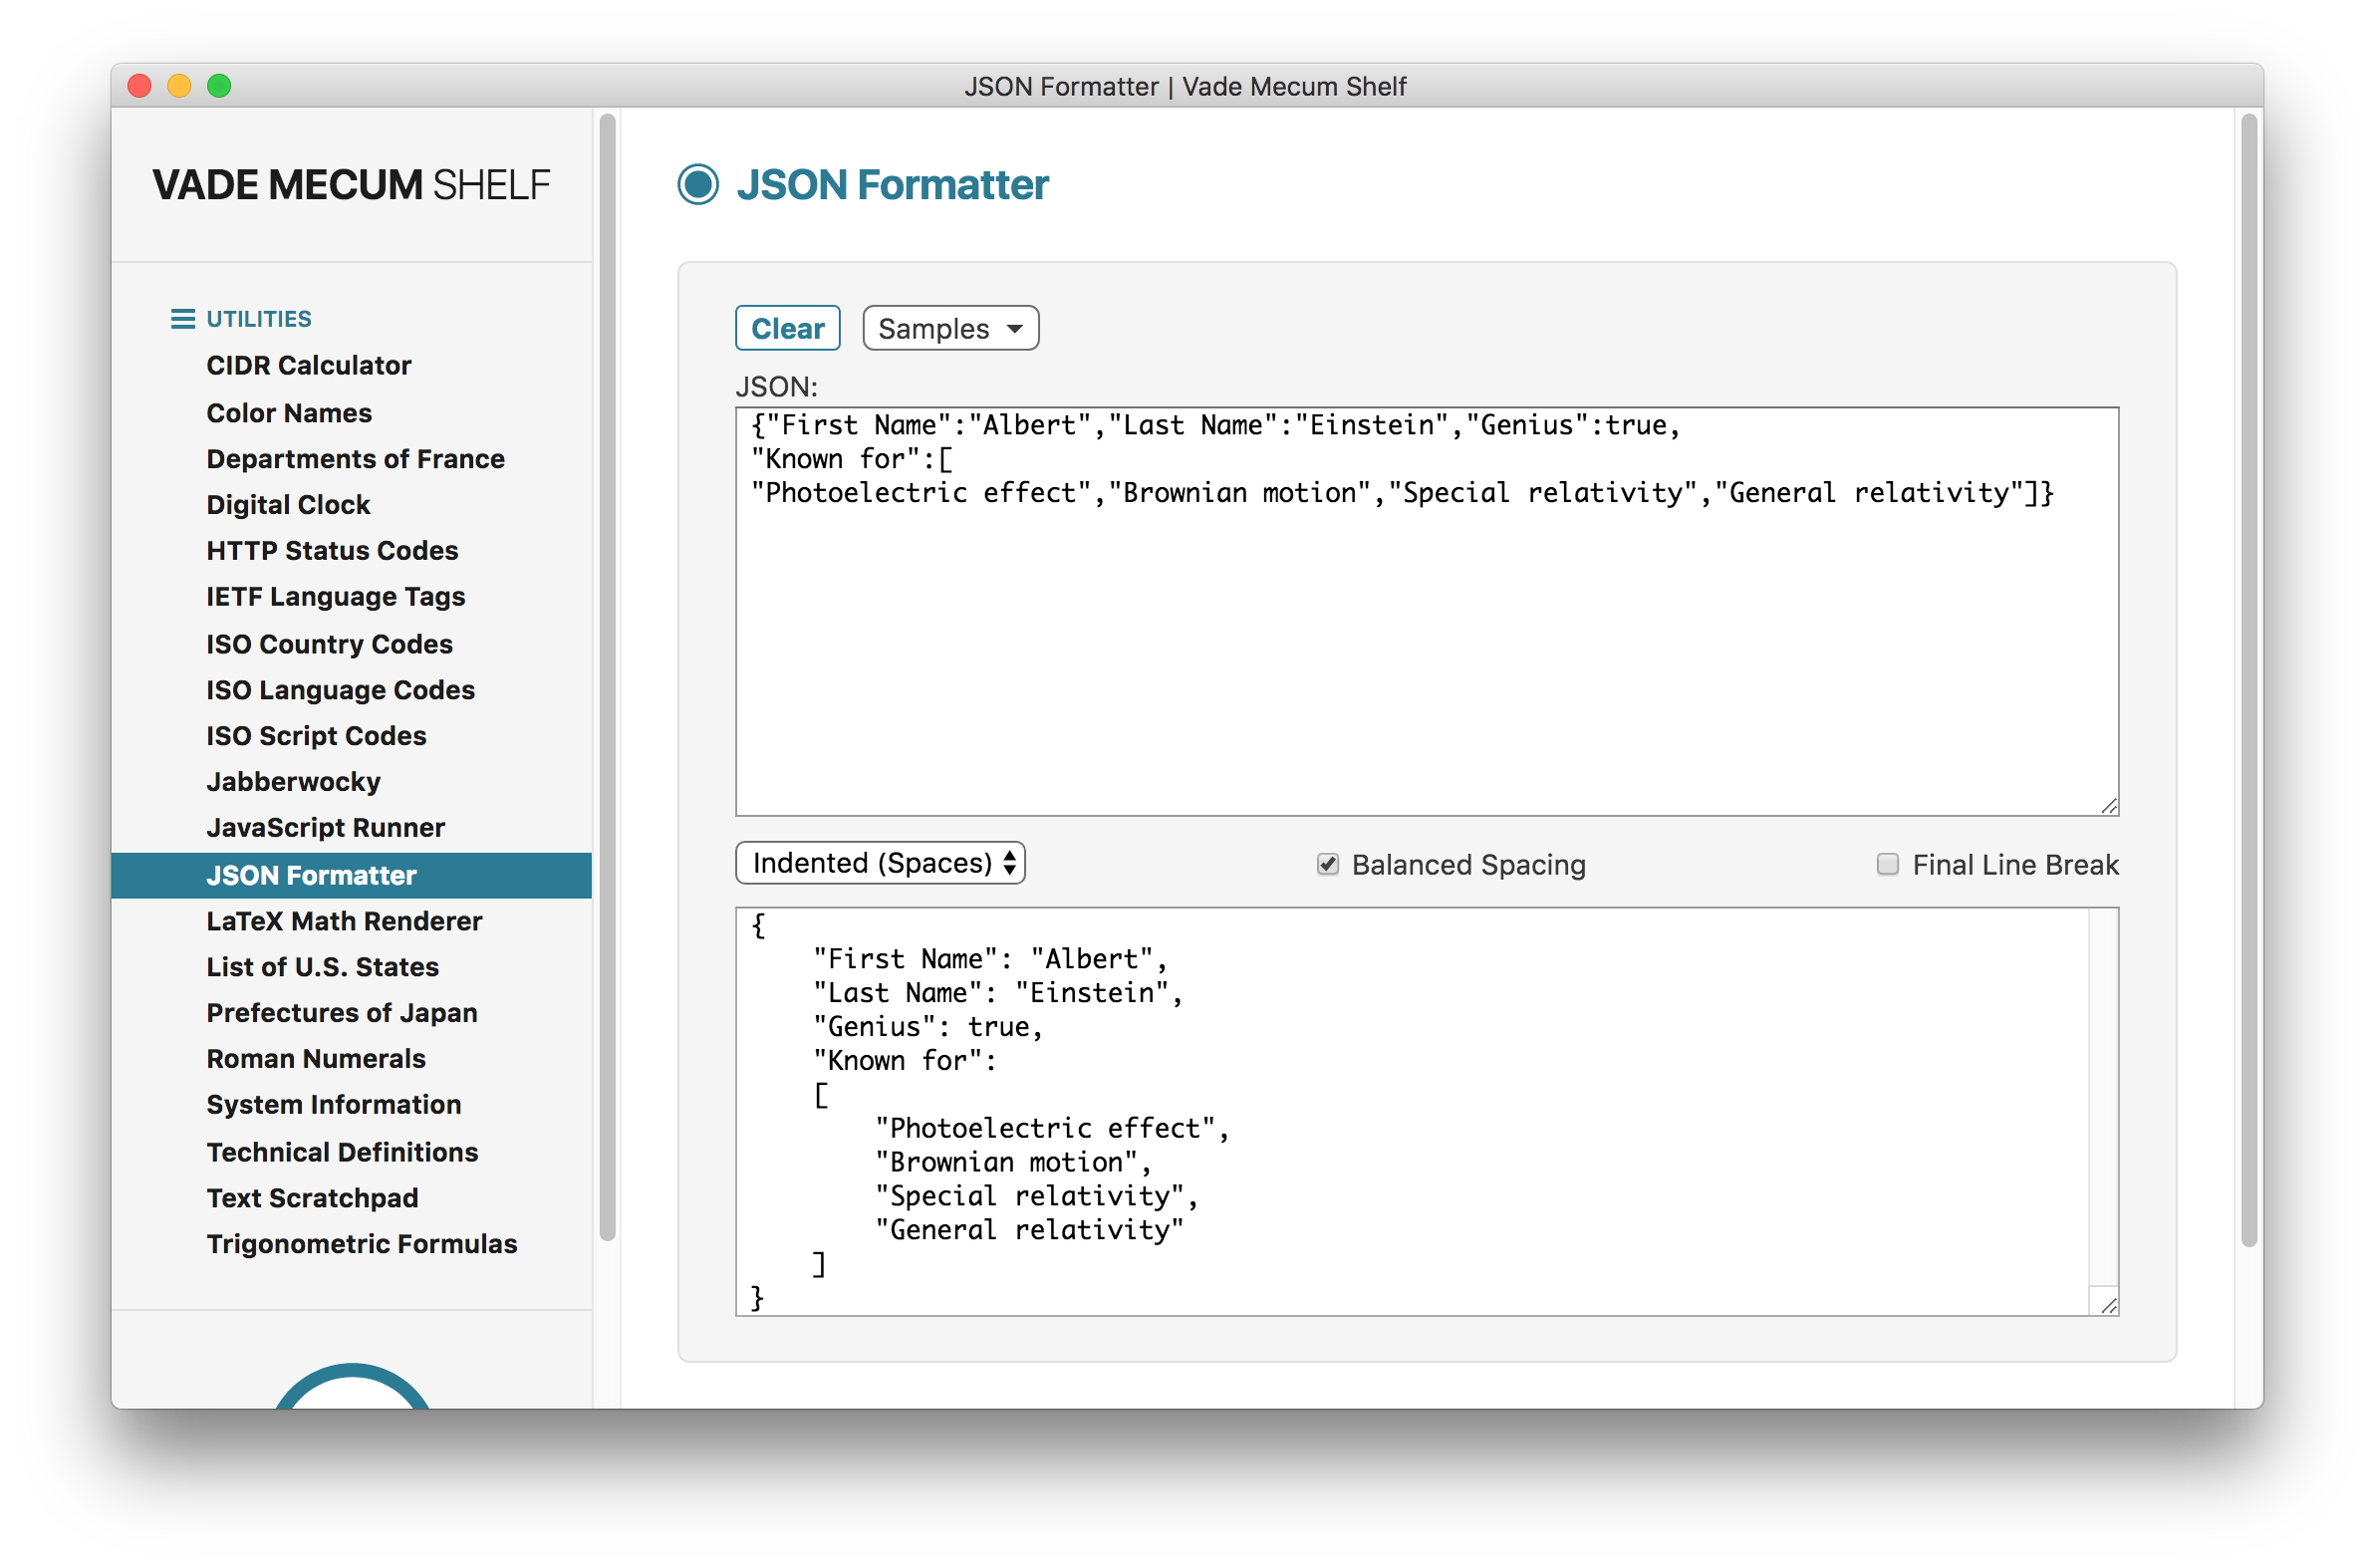 JSON Formatter | Vade Mecum Shelf
VADE MECUM SHELF
UTILITIES
CIDR Calculator
Color Names
Departments of France
Digital Clock
HTTP Status Codes
IETF Language Tags
ISO Country Codes
ISO Language Codes
ISO Script Codes
Jabberwocky
JavaScript Runner
JSON Formatter
LaTeX Math Renderer
List of U.S. States
Prefectures of Japan
Roman Numerals
System Information
Technical Definitions
Text Scratchpad
Trigonometric Formulas
JSON Formatter
Clear Samples
JSON:
{"First Name":"Albert","Last Name":"Einstein","Genius":true,
"Known for":[
"Photoelectric effect","Brownian motion","Special relativity","General relativity"]}
Indented (Spaces) Balanced Spacing Final Line Break
{
    "First Name": "Albert",
    "Last Name": "Einstein",
    "Genius": true,
    "Known for":
    [
        "Photoelectric effect",
        "Brownian motion",
        "Special relativity",
        "General relativity"
    ]
}